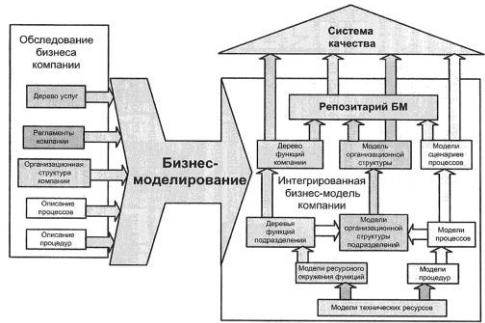 Обследование
бизнеса
компании
Дерево услуг
Регламенты
компании
Организационная
структура
компании
Описание
процессов
Описание
процедур
Бизнес-
моделирование
Система
качества
Репозитарий БМ
Дерево
функций
компании
Модель
организационной
структуры
Модели
сценариев
процессов
Интегрированная
бизнес-модель
компании
Деревья
функций
подразделения
Модели
организационной
структуры
подразделений
Модели
процессов
Модели ресурсного
окружения функций
Модели
процедур
Модели технических ресурсов